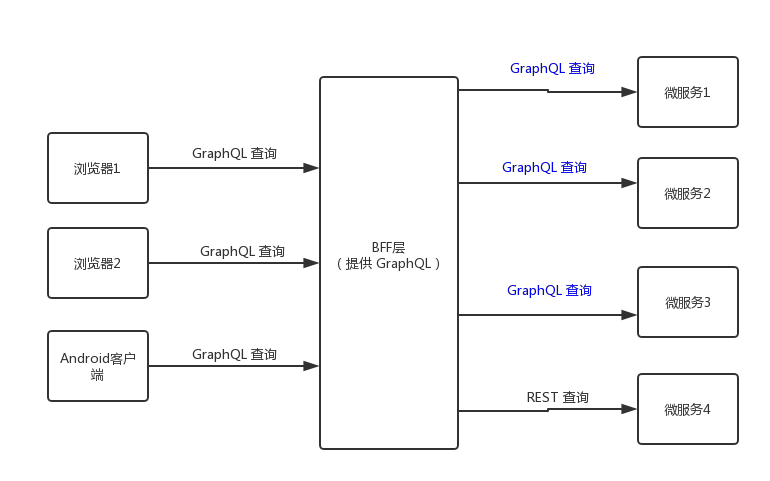 GraphQL 查询
微服务1
GraphQL 查询
浏览器1
GraphQL 查询
微服务2
GraphQL 查询
浏览器2
BFF层
（提供 GraphQL）
GraphQL 查询
微服务3
GraphQL 查询
Android客户
端
REST 查询
微服务4